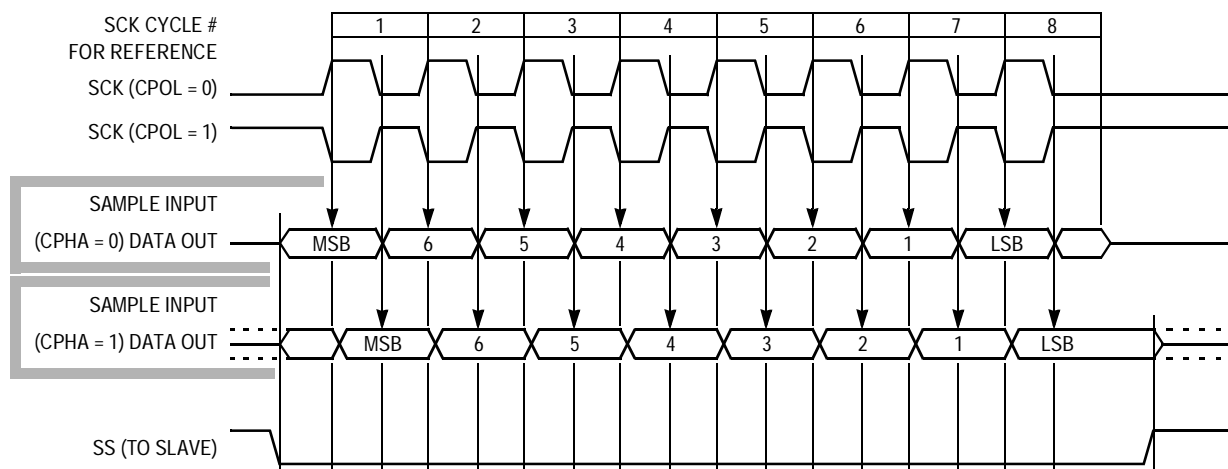 SCK CYCLE # 1 2 3 4 5 6 7 8
FOR REFERENCE
SCK (CPOL = 0)
SCK (CPOL = 1)
SAMPLE INPUT
(CPHA = 0) DATA OUT MSB 6 5 4 3 2 1 LSB
SAMPLE INPUT
(CPHA = 1) DATA OUT MSB 6 5 4 3 2 1 LSB
SS (TO SLAVE)